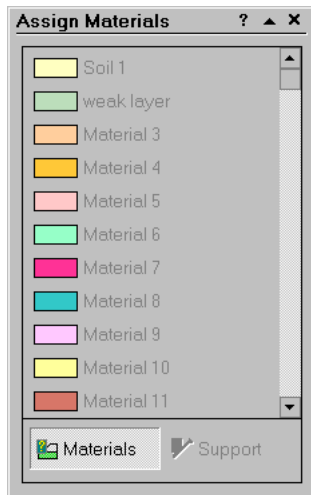 Assign Materials ?
Soil 1
weak layer
Material 3
Material 4
Material 5
Material 6
Material 7
Material 8
Material 9
Material 10
Material 11
Materials Support